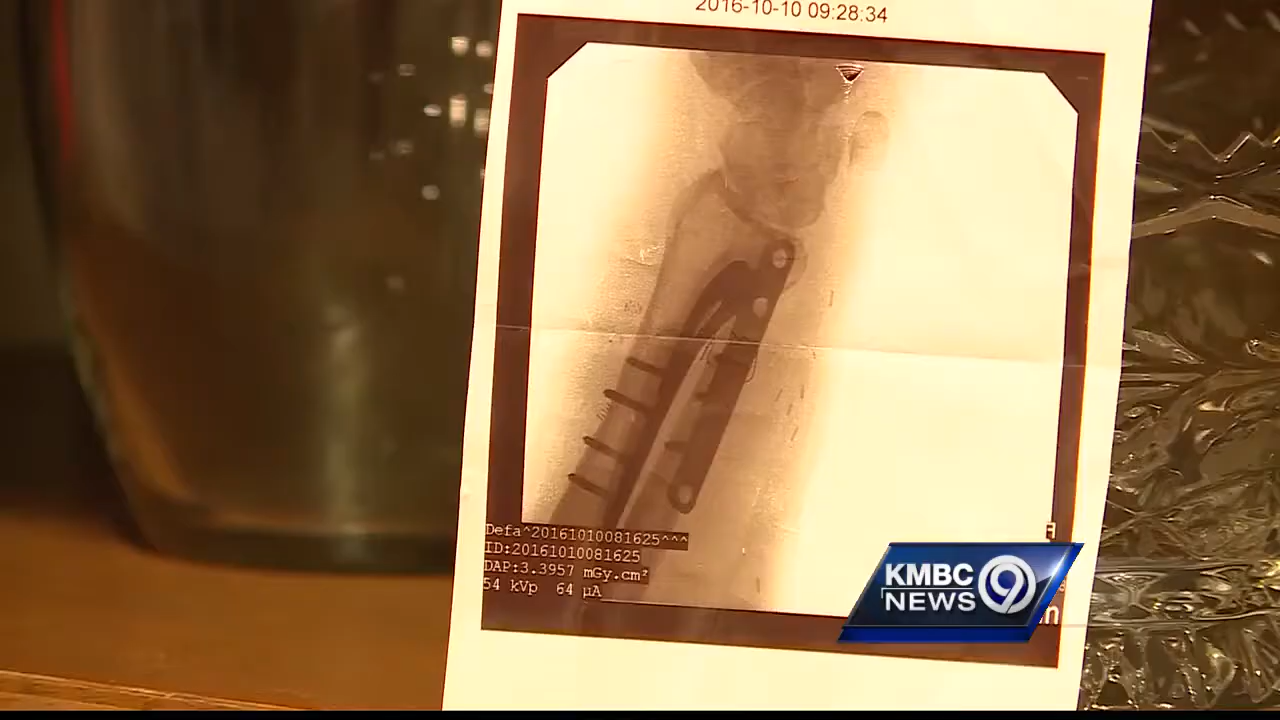 2016-10-10 09:28:34
Defa^20161010081625^^^
ID:20161010081625
DAP:3.3957 mGy.cm²
54 kVp 64 µA
KMBC 9
NEWS